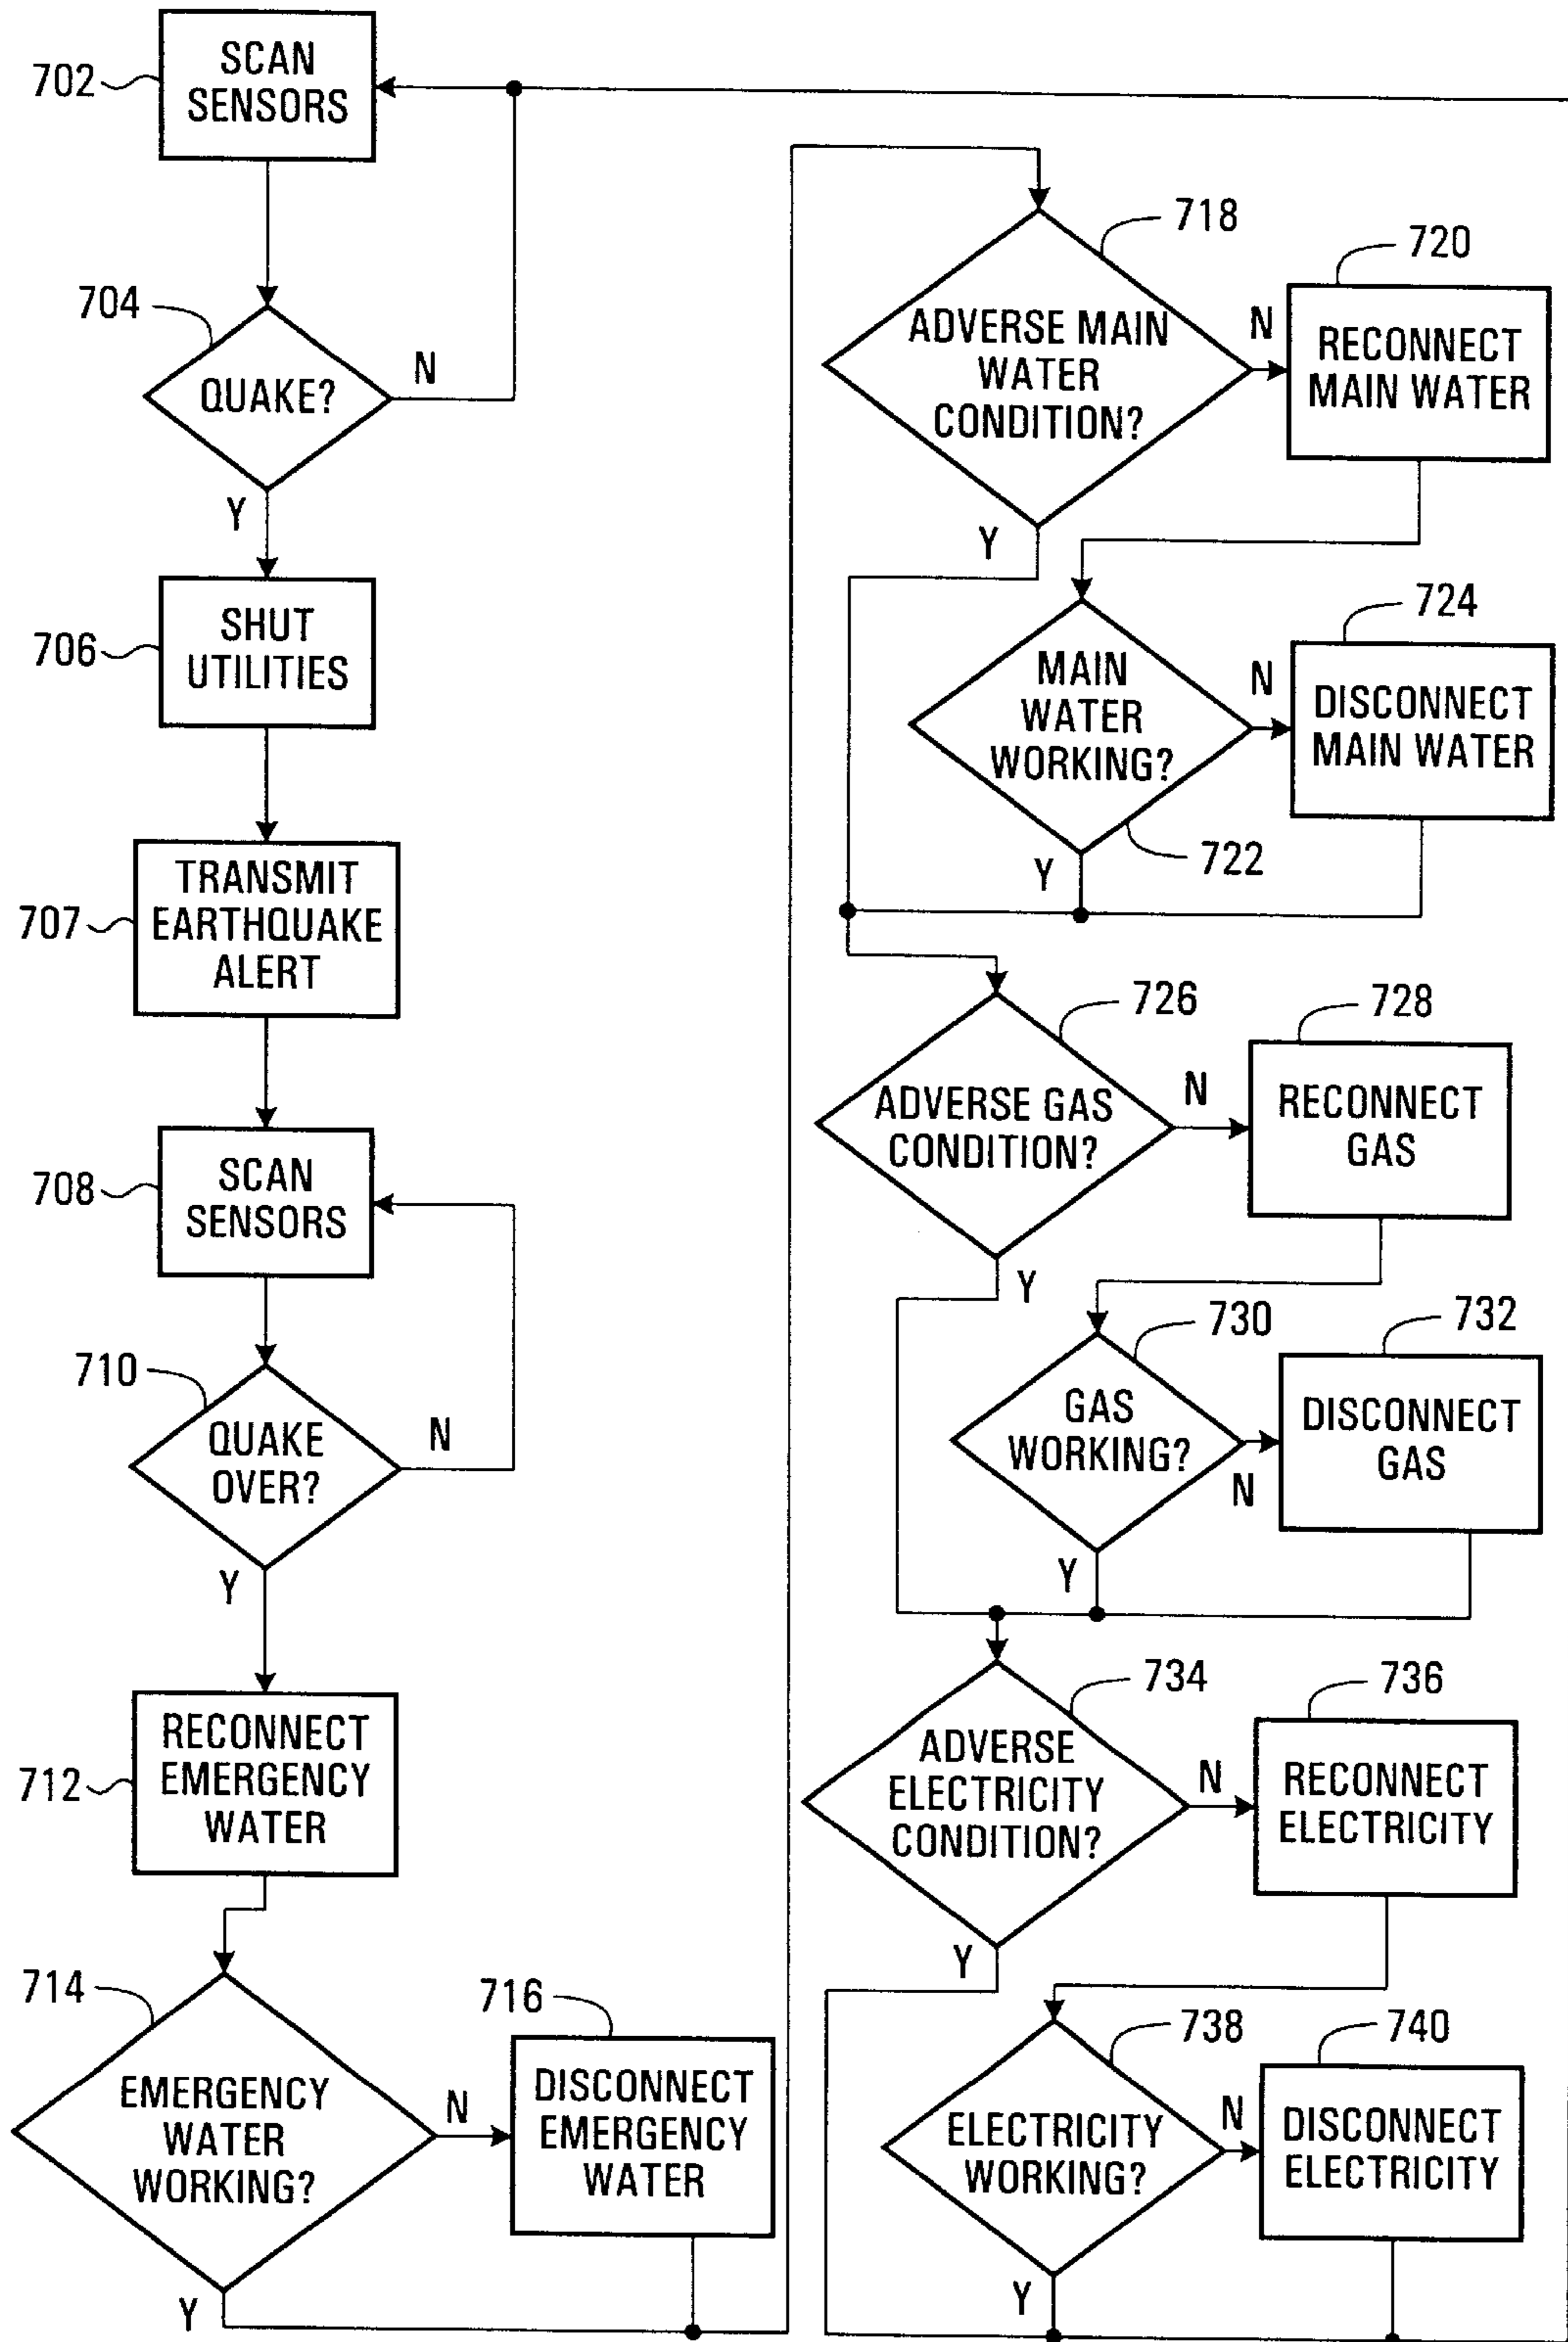 702
SCAN
SENSORS
704
QUAKE?
N
Y
706
SHUT
UTILITIES
707
TRANSMIT
EARTHQUAKE
ALERT
708
SCAN
SENSORS
710
QUAKE
OVER?
N
Y
712
RECONNECT
EMERGENCY
WATER
714
EMERGENCY
WATER
WORKING?
N
Y
716
DISCONNECT
EMERGENCY
WATER
718
ADVERSE MAIN
WATER
CONDITION?
N
Y
720
RECONNECT
MAIN WATER
MAIN
WATER
WORKING?
722
N
Y
724
DISCONNECT
MAIN WATER
726
ADVERSE GAS
CONDITION?
N
Y
728
RECONNECT
GAS
730
GAS
WORKING?
N
Y
732
DISCONNECT
GAS
734
ADVERSE
ELECTRICITY
CONDITION?
N
Y
736
RECONNECT
ELECTRICITY
738
ELECTRICITY
WORKING?
N
Y
740
DISCONNECT
ELECTRICITY